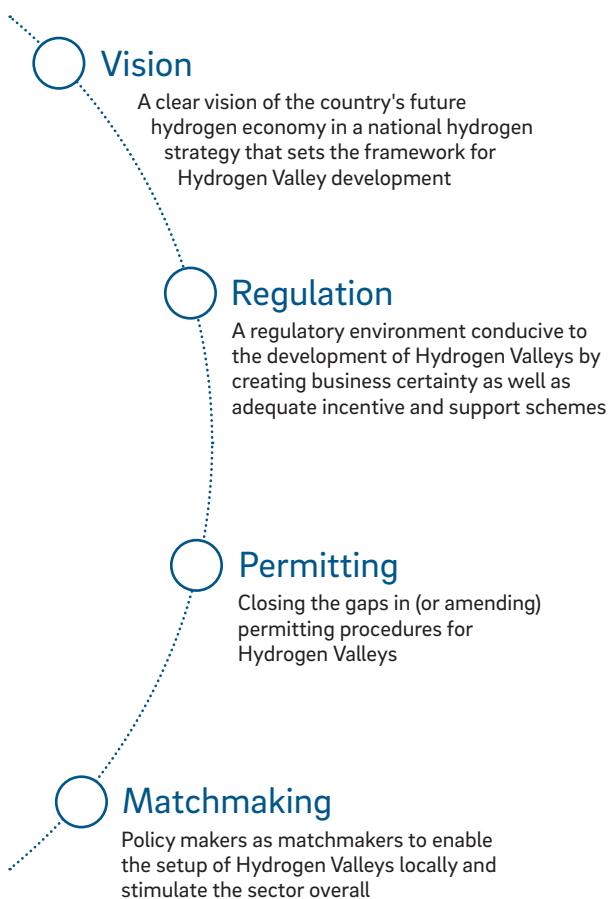 Vision
A clear vision of the country's future
hydrogen economy in a national hydrogen
strategy that sets the framework for
Hydrogen Valley development
Regulation
A regulatory environment conducive to
the development of Hydrogen Valleys by
creating business certainty as well as
adequate incentive and support schemes
Permitting
Closing the gaps in (or amending)
permitting procedures for
Hydrogen Valleys
Matchmaking
Policy makers as matchmakers to enable
the setup of Hydrogen Valleys locally and
stimulate the sector overall